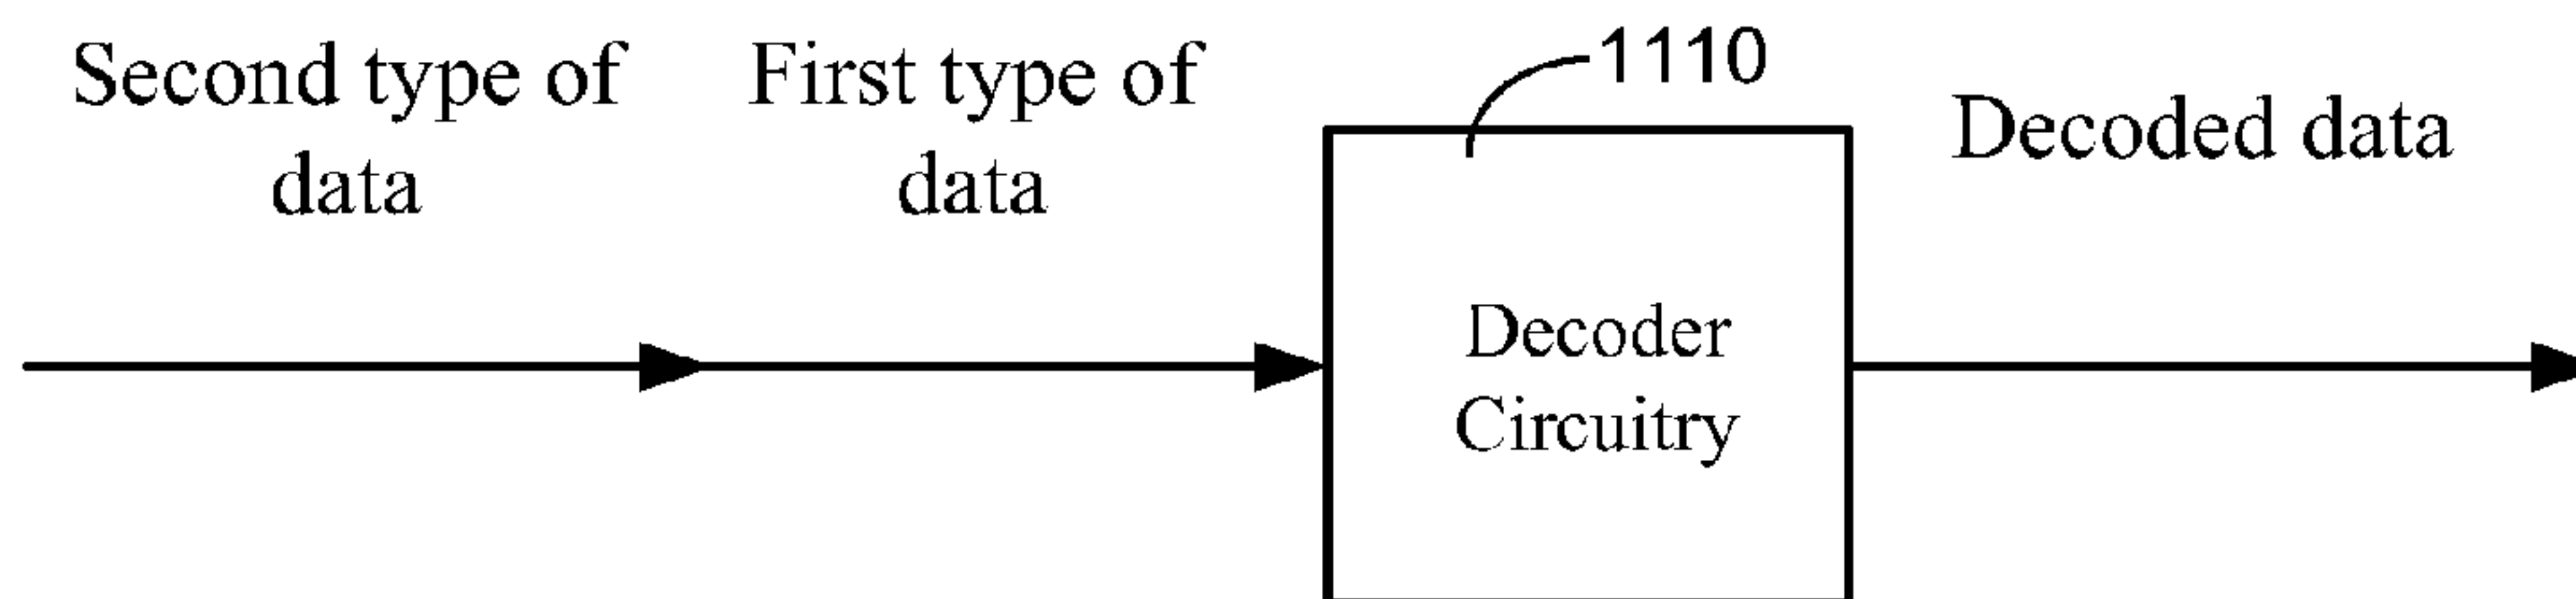 Second type of
data
First type of
data
1110
Decoded data
Decoder
Circuitry